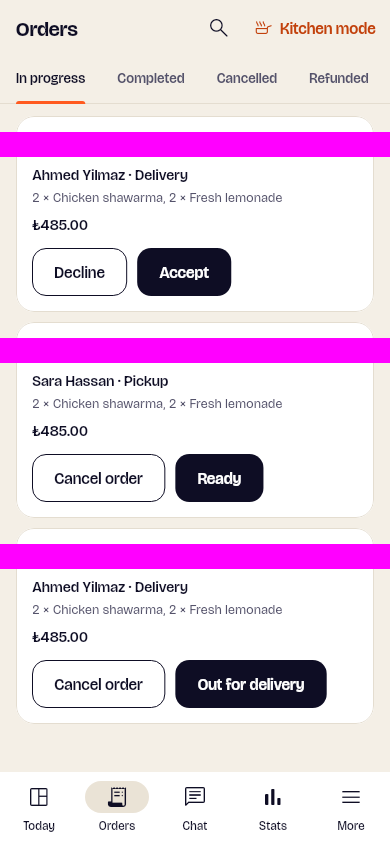 Orders
Kitchen mode
In progress Completed Cancelled Refunded
Ahmed Yilmaz · Delivery
2 × Chicken shawarma, 2 × Fresh lemonade
₺485.00
Decline Accept
Sara Hassan · Pickup
2 × Chicken shawarma, 2 × Fresh lemonade
₺485.00
Cancel order Ready
Ahmed Yilmaz · Delivery
2 × Chicken shawarma, 2 × Fresh lemonade
₺485.00
Cancel order Out for delivery
Today Orders Chat Stats More